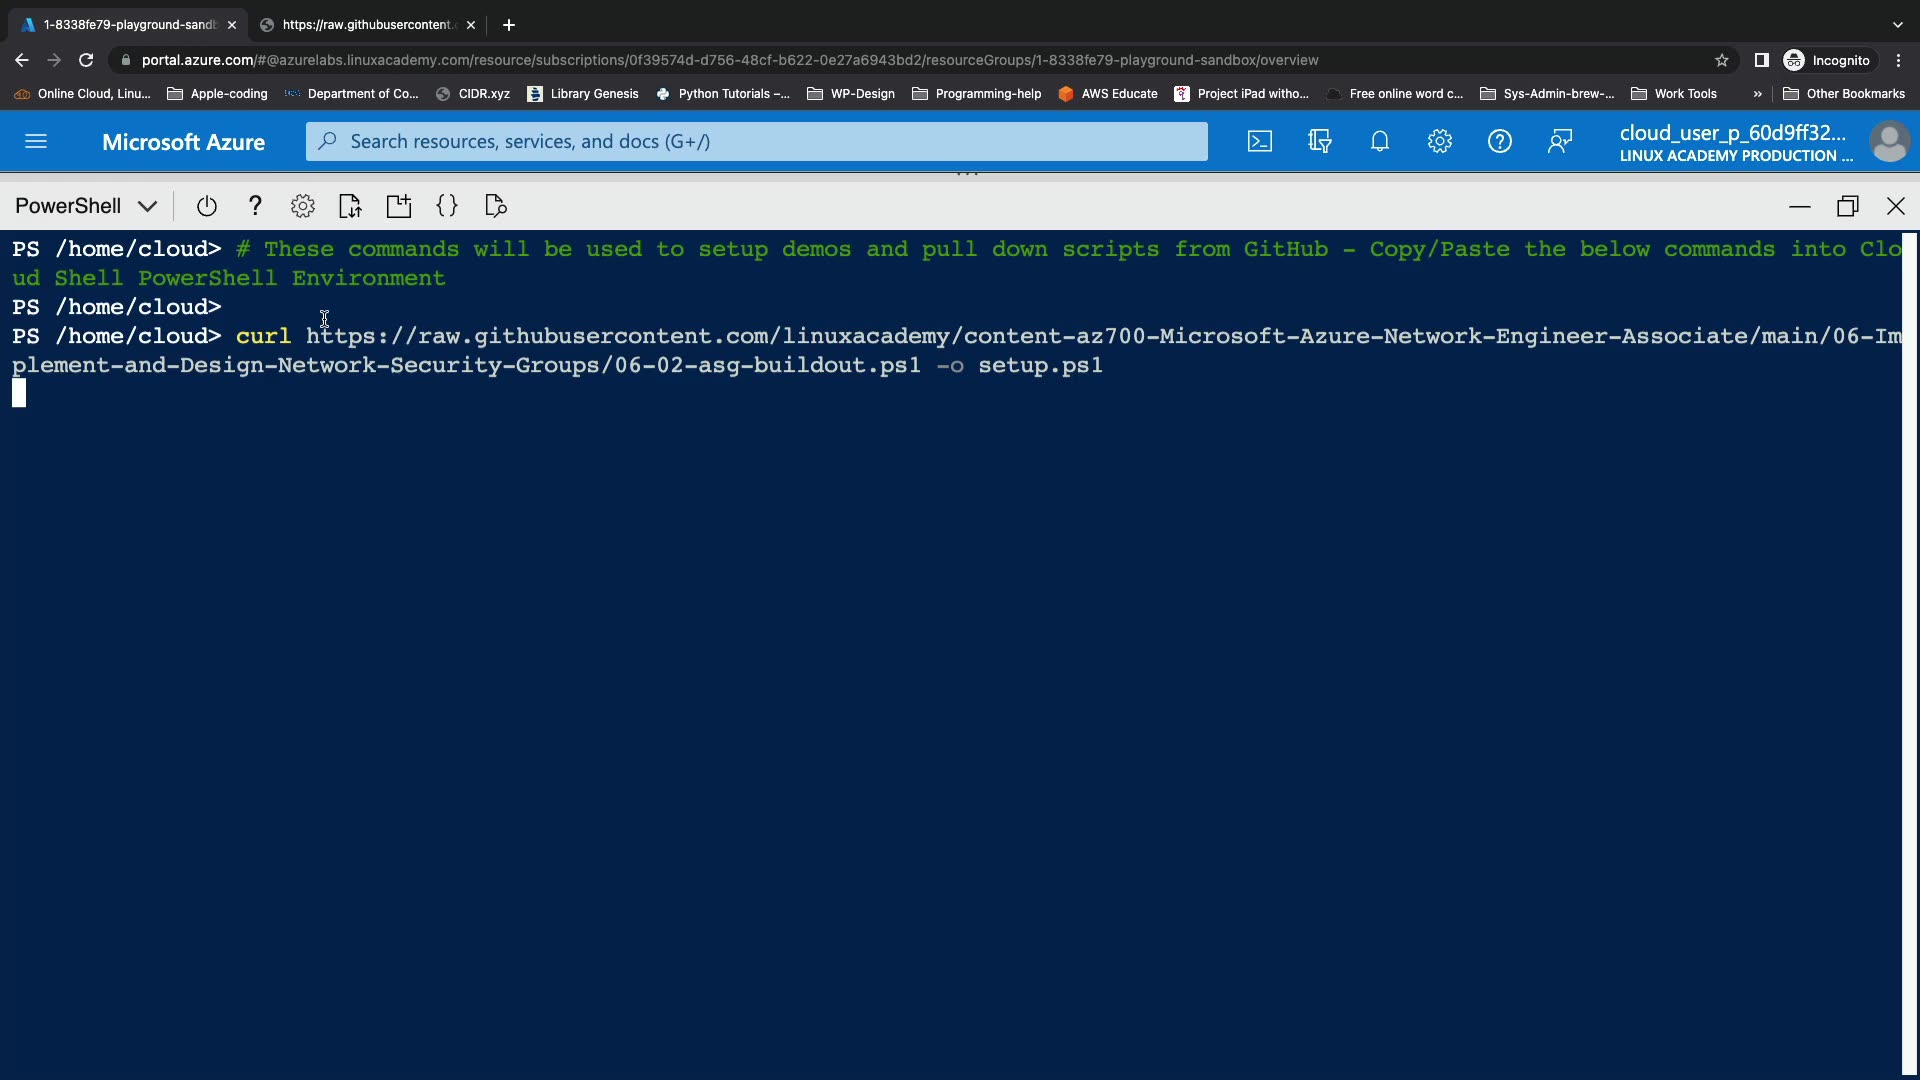 1-8338fe79-playground-sandb
https://raw.githubusercontent.c
portal.azure.com/#@azurelabs.linuxacademy.com/resource/subscriptions/0f39574d-d756-48cf-b622-0e27a6943bd2/resourceGroups/1-8338fe79-playground-sandbox/overview
Incognito
Online Cloud, Linu... Apple-coding Department of Co... CIDR.xyz Library Genesis Python Tutorials –... WP-Design Programming-help AWS Educate Project iPad witho... Free online word c... Sys-Admin-brew-... Work Tools » Other Bookmarks
Microsoft Azure
Search resources, services, and docs (G+/)
cloud_user_p_60d9ff32...
LINUX ACADEMY PRODUCTION ...
PowerShell
PS /home/cloud> # These commands will be used to setup demos and pull down scripts from GitHub - Copy/Paste the below commands into Clo
ud Shell PowerShell Environment
PS /home/cloud>
PS /home/cloud> curl https://raw.githubusercontent.com/linuxacademy/content-az700-Microsoft-Azure-Network-Engineer-Associate/main/06-Im
plement-and-Design-Network-Security-Groups/06-02-asg-buildout.ps1 -o setup.ps1